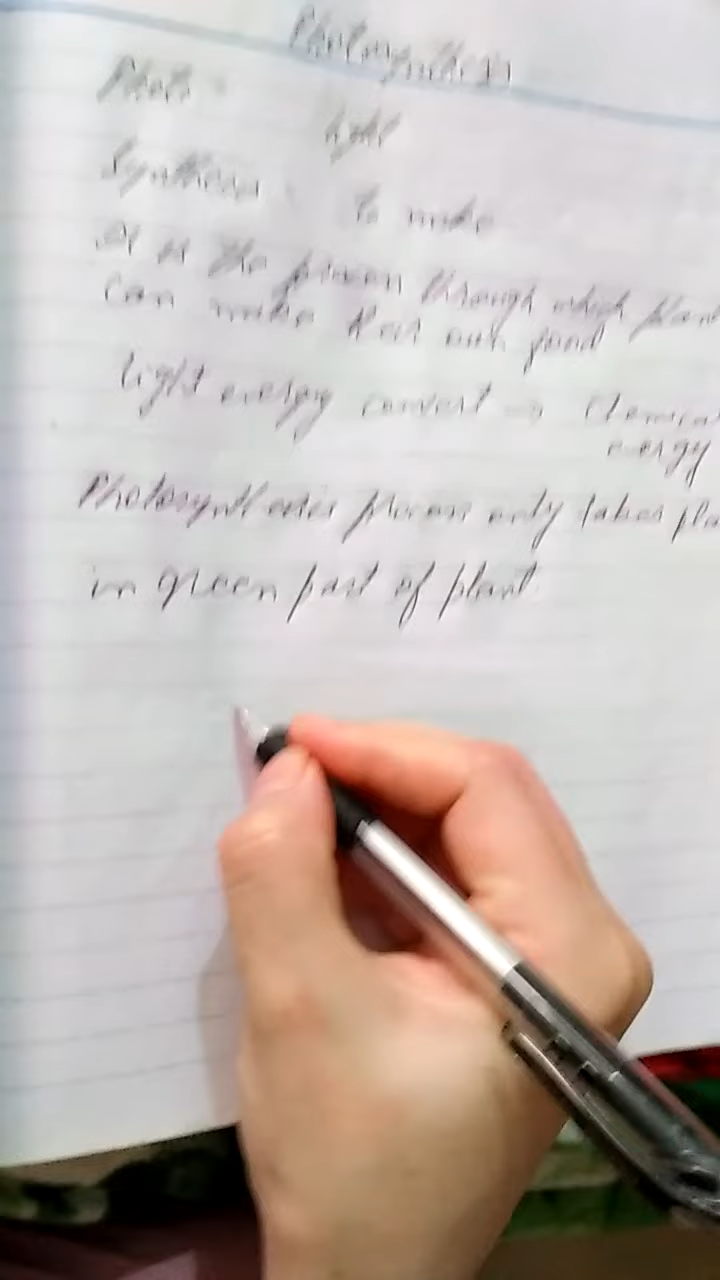 Photosynthesis
Photo - light
Synthesis : To make
It is the process through which plant
can make their own food
light energy convert → Chemical
energy
Photosynthesis process only takes pla
in green part of plant.